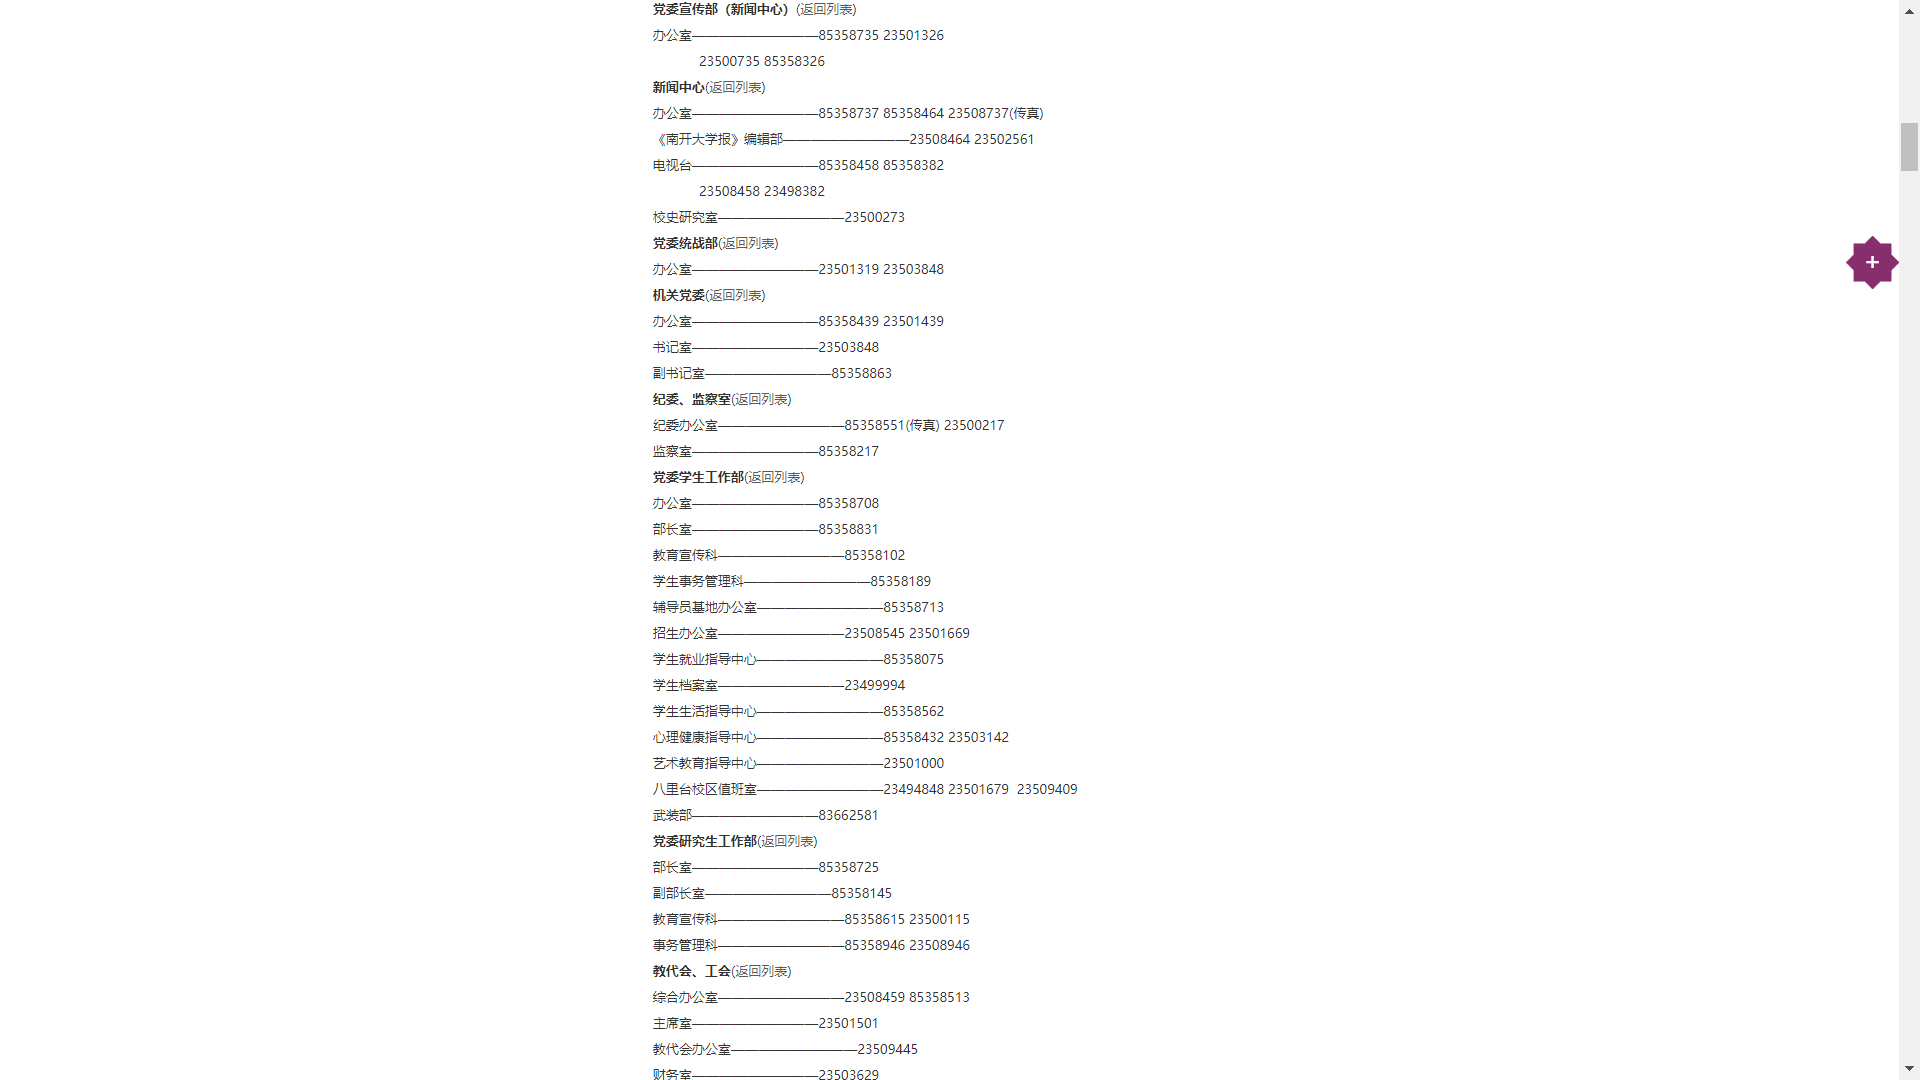 党委宣传部（新闻中心）(返回列表)
办公室—————————85358735 23501326
23500735 85358326
新闻中心(返回列表)
办公室—————————85358737 85358464 23508737(传真)
《南开大学报》编辑部—————————23508464 23502561
电视台—————————85358458 85358382
23508458 23498382
校史研究室—————————23500273
党委统战部(返回列表)
办公室—————————23501319 23503848
机关党委(返回列表)
办公室—————————85358439 23501439
书记室—————————23503848
副书记室—————————85358863
纪委、监察室(返回列表)
纪委办公室—————————85358551(传真) 23500217
监察室—————————85358217
党委学生工作部(返回列表)
办公室—————————85358708
部长室—————————85358831
教育宣传科—————————85358102
学生事务管理科—————————85358189
辅导员基地办公室—————————85358713
招生办公室—————————23508545 23501669
学生就业指导中心—————————85358075
学生档案室—————————23499994
学生生活指导中心—————————85358562
心理健康指导中心—————————85358432 23503142
艺术教育指导中心—————————23501000
八里台校区值班室—————————23494848 23501679  23509409
武装部—————————83662581
党委研究生工作部(返回列表)
部长室—————————85358725
副部长室—————————85358145
教育宣传科—————————85358615 23500115
事务管理科—————————85358946 23508946
教代会、工会(返回列表)
综合办公室—————————23508459 85358513
主席室—————————23501501
教代会办公室—————————23509445
财务室—————————23503629